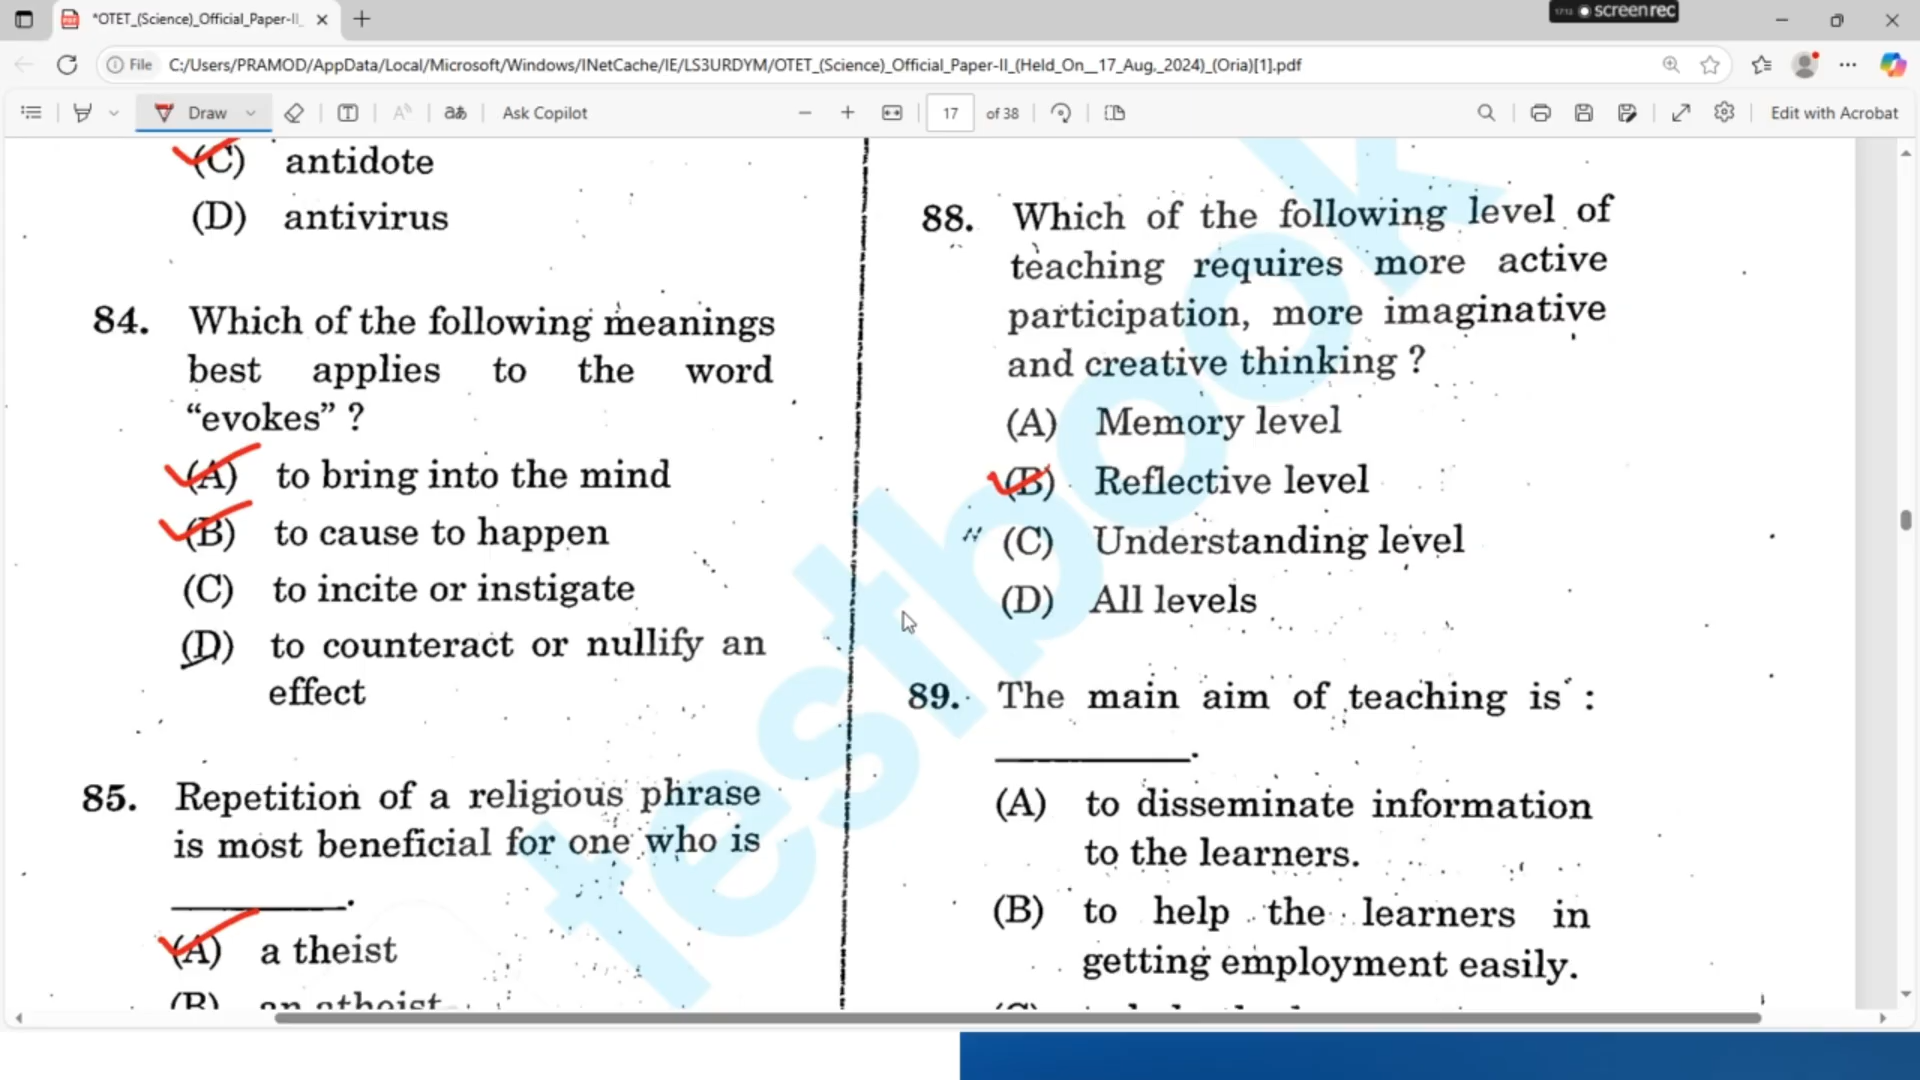 *OTET_(Science)_Official_Paper-II_
17:13 screenrec
File C:/Users/PRAMOD/AppData/Local/Microsoft/Windows/INetCache/IE/LS3URDYM/OTET_(Science)_Official_Paper-II_(Held_On__17_Aug,_2024)_(Oria)[1].pdf
Draw
Ask Copilot
17 of 38
Edit with Acrobat
(C) antidote
(D) antivirus
84. Which of the following meanings
best applies to the word
“evokes” ?
(A) to bring into the mind
(B) to cause to happen
(C) to incite or instigate
(D) to counteract or nullify an
effect
85. Repetition of a religious phrase
is most beneficial for one who is
.
(A) a theist
(B) an atheist
88. Which of the following level of
teaching requires more active
participation, more imaginative
and creative thinking ?
(A) Memory level
(B) Reflective level
(C) Understanding level
(D) All levels
89. The main aim of teaching is :
.
(A) to disseminate information
to the learners.
(B) to help the learners in
getting employment easily.
testbook